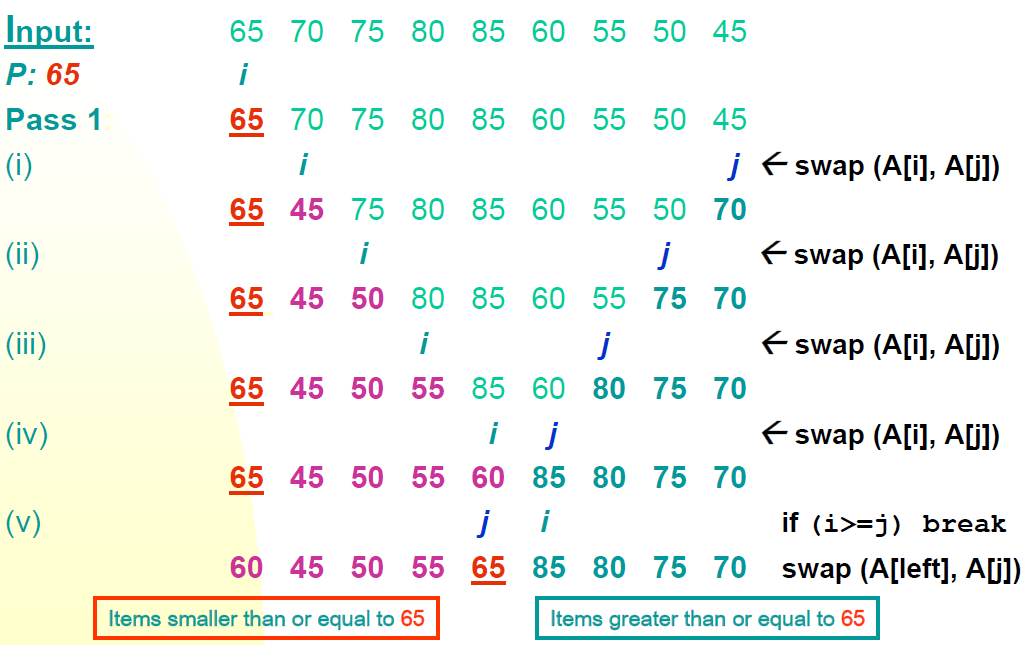 Input: 65 70 75 80 85 60 55 50 45
P: 65 i
Pass 1: 65 70 75 80 85 60 55 50 45
(i) i j ← swap (A[i], A[j])
65 45 75 80 85 60 55 50 70
(ii) i j ← swap (A[i], A[j])
65 45 50 80 85 60 55 75 70
(iii) i j ← swap (A[i], A[j])
65 45 50 55 85 60 80 75 70
(iv) i j ← swap (A[i], A[j])
65 45 50 55 60 85 80 75 70
(v) j i if (i>=j) break
60 45 50 55 65 85 80 75 70 swap (A[left], A[j])
Items smaller than or equal to 65 Items greater than or equal to 65